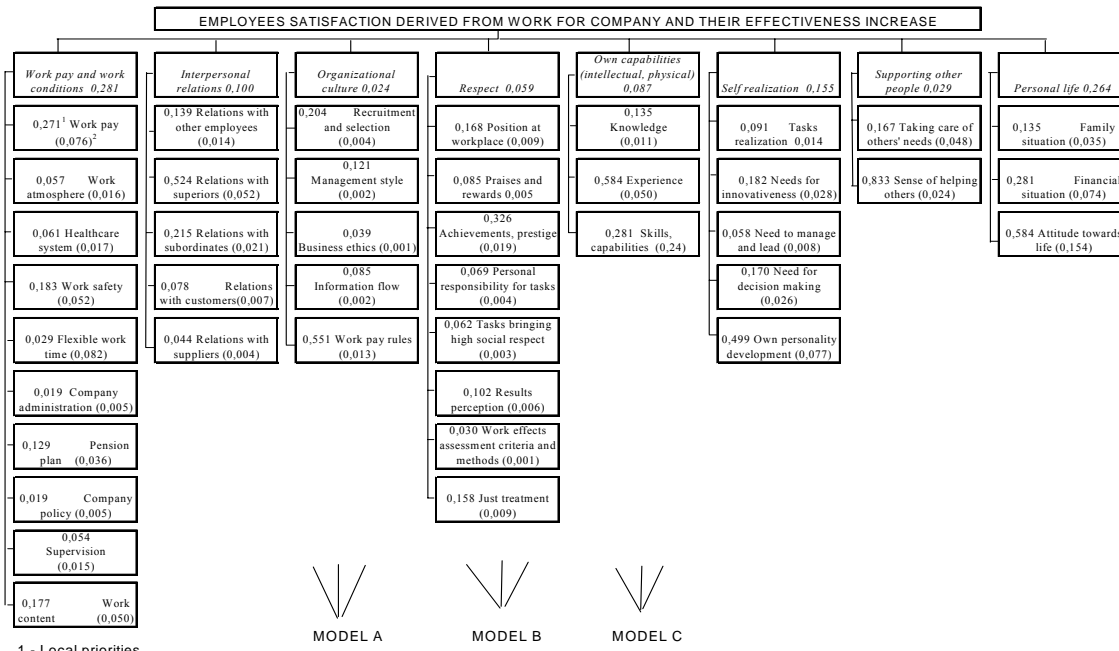 EMPLOYEES SATISFACTION DERIVED FROM WORK FOR COMPANY AND THEIR EFFECTIVENESS INCREASE
Work pay and work
conditions 0,281
0,271¹ Work pay
(0,076)²
0,057 Work
atmosphere (0,016)
0,061 Healthcare
system (0,017)
0,183 Work safety
(0,052)
0,029 Flexible work
time (0,082)
0,019 Company
administration (0,005)
0,129 Pension
plan (0,036)
0,019 Company
policy (0,005)
0,054
Supervision
(0,015)
0,177 Work
content (0,050)
Interpersonal
relations 0,100
0,139 Relations with
other employees
(0,014)
0,524 Relations with
superiors (0,052)
0,215 Relations with
subordinates (0,021)
0,078 Relations
with customers(0,007)
0,044 Relations with
suppliers (0,004)
Organizational
culture 0,024
0,204 Recruitment
and selection
(0,004)
0,121
Management style
(0,002)
0,039
Business ethics (0,001)
0,085
Information flow
(0,002)
0,551 Work pay rules
(0,013)
Respect 0,059
0,168 Position at
workplace (0,009)
0,085 Praises and
rewards 0,005
0,326
Achievements, prestige
(0,019)
0,069 Personal
responsibility for tasks
(0,004)
0,062 Tasks bringing
high social respect
(0,003)
0,102 Results
perception (0,006)
0,030 Work effects
assessment criteria and
methods (0,001)
0,158 Just treatment
(0,009)
Own capabilities
(intellectual, physical)
0,087
0,135
Knowledge
(0,011)
0,584 Experience
(0,050)
0,281 Skills,
capabilities (0,24)
Self realization 0,155
0,091 Tasks
realization 0,014
0,182 Needs for
innovativeness (0,028)
0,058 Need to manage
and lead (0,008)
0,170 Need for
decision making
(0,026)
0,499 Own personality
development (0,077)
Supporting other
people 0,029
0,167 Taking care of
others' needs (0,048)
0,833 Sense of helping
others (0,024)
Personal life 0,264
0,135 Family
situation (0,035)
0,281 Financial
situation (0,074)
0,584 Attitude towards
life (0,154)
MODEL A
MODEL B
MODEL C
1 - Local priorities